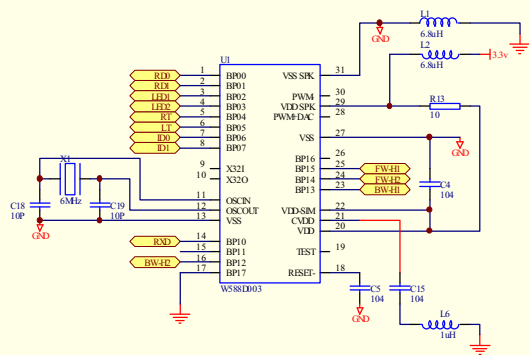 U1
RD0 1 BP00
RD1 2 BP01
LED1 3 BP02
LED2 4 BP03
RT 5 BP04
LT 6 BP05
ID0 7 BP06
ID1 8 BP07
9 X32I
10 X32O
11 OSCIN
12 OSCOUT
13 VSS
RXD 14 BP10
15 BP11
BW-H2 16 BP12
17 BP17
W588D003
X1
6MHz
C18
10P
C19
10P
GND
VSS SPK 31
PWM- 30
VDD SPK 29
PWM+DAC 28
VSS 27
BP16 26
BP15 25 FW-H1
BP14 24 FW-H2
BP13 23 BW-H1
VDD-SIM 22
CVDD 21
VDD 20
TEST 19
RESET- 18
L1
6.8uH
GND
L2
6.8uH
3.3v
R13
10
GND
C4
104
C5
104
GND
C15
104
L6
1uH